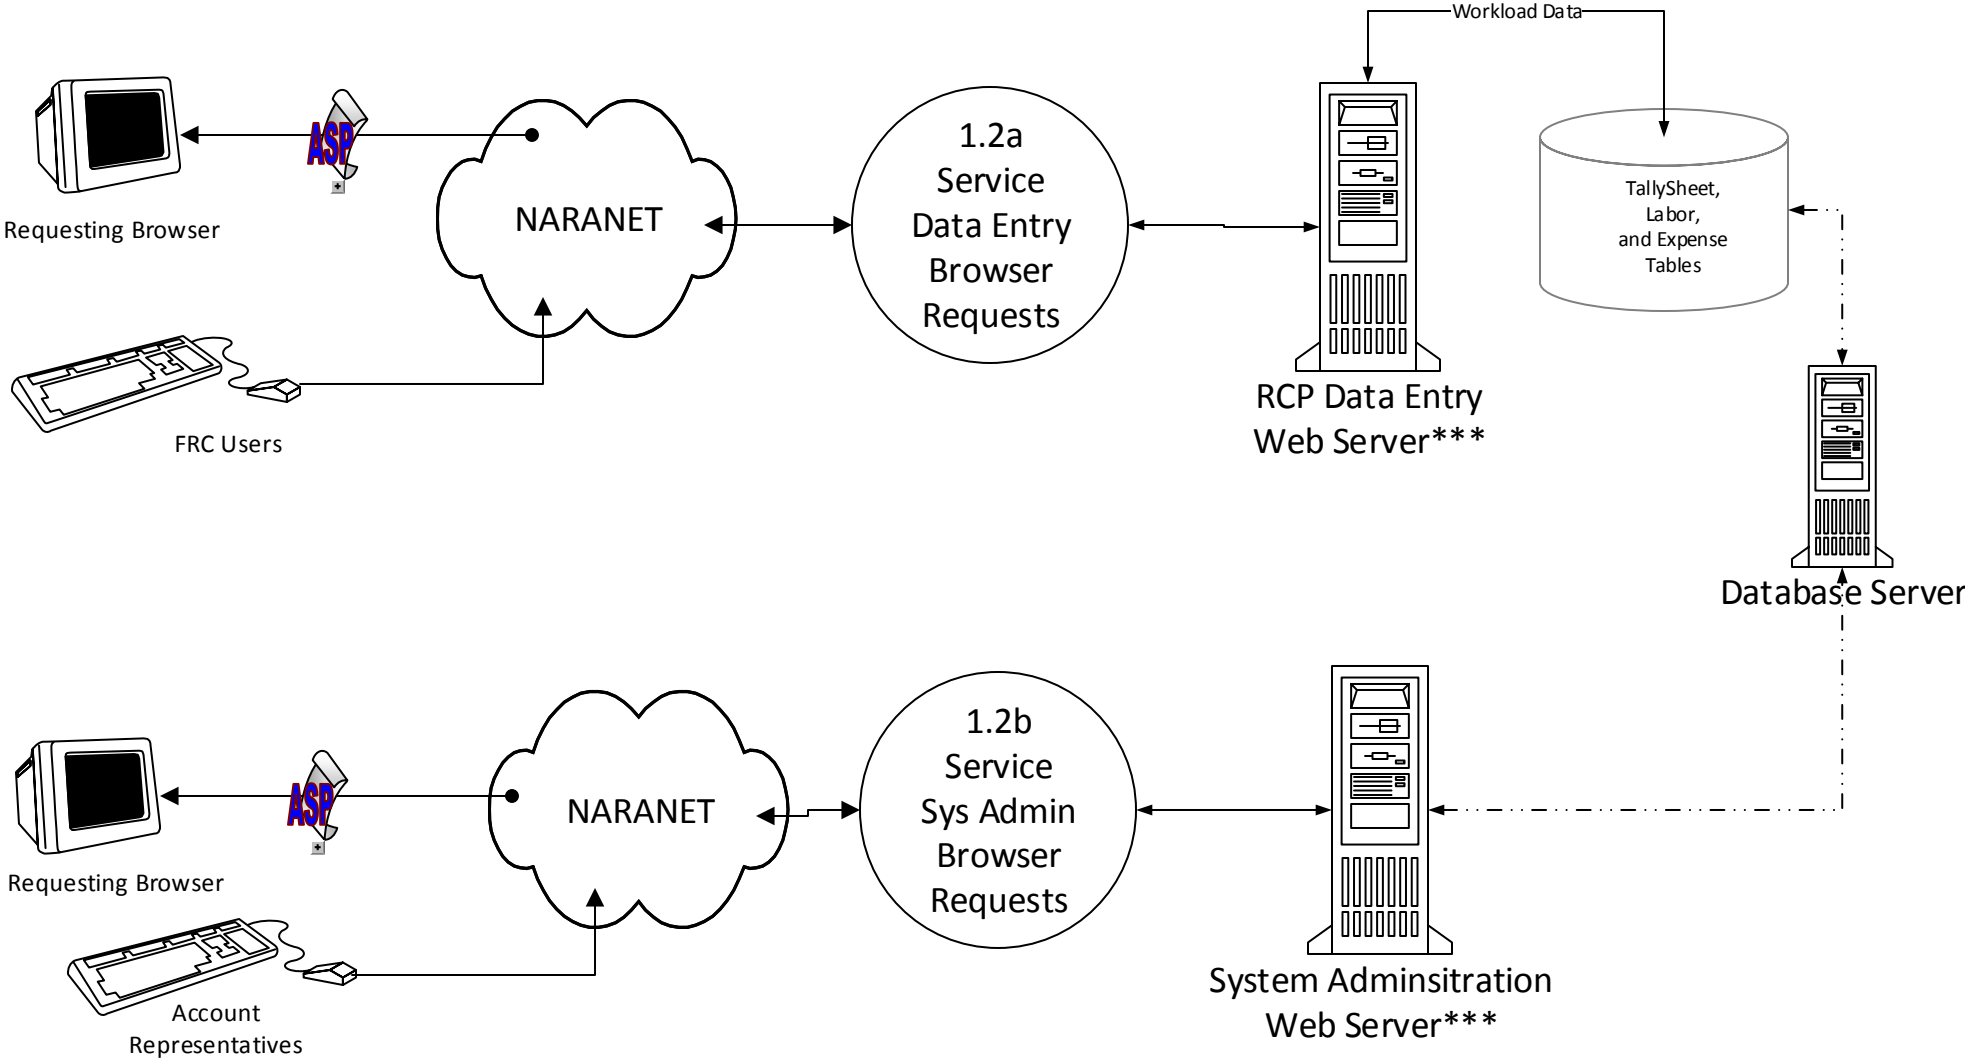 Workload Data
ASP
1.2a
Service
Data Entry
Browser
Requests
NARANET
TallySheet,
Labor,
and Expense
Tables
Requesting Browser
RCP Data Entry
Web Server***
FRC Users
Database Server
1.2b
Service
Sys Admin
Browser
Requests
NARANET
ASP
Requesting Browser
System Adminsitration
Web Server***
Account
Representatives